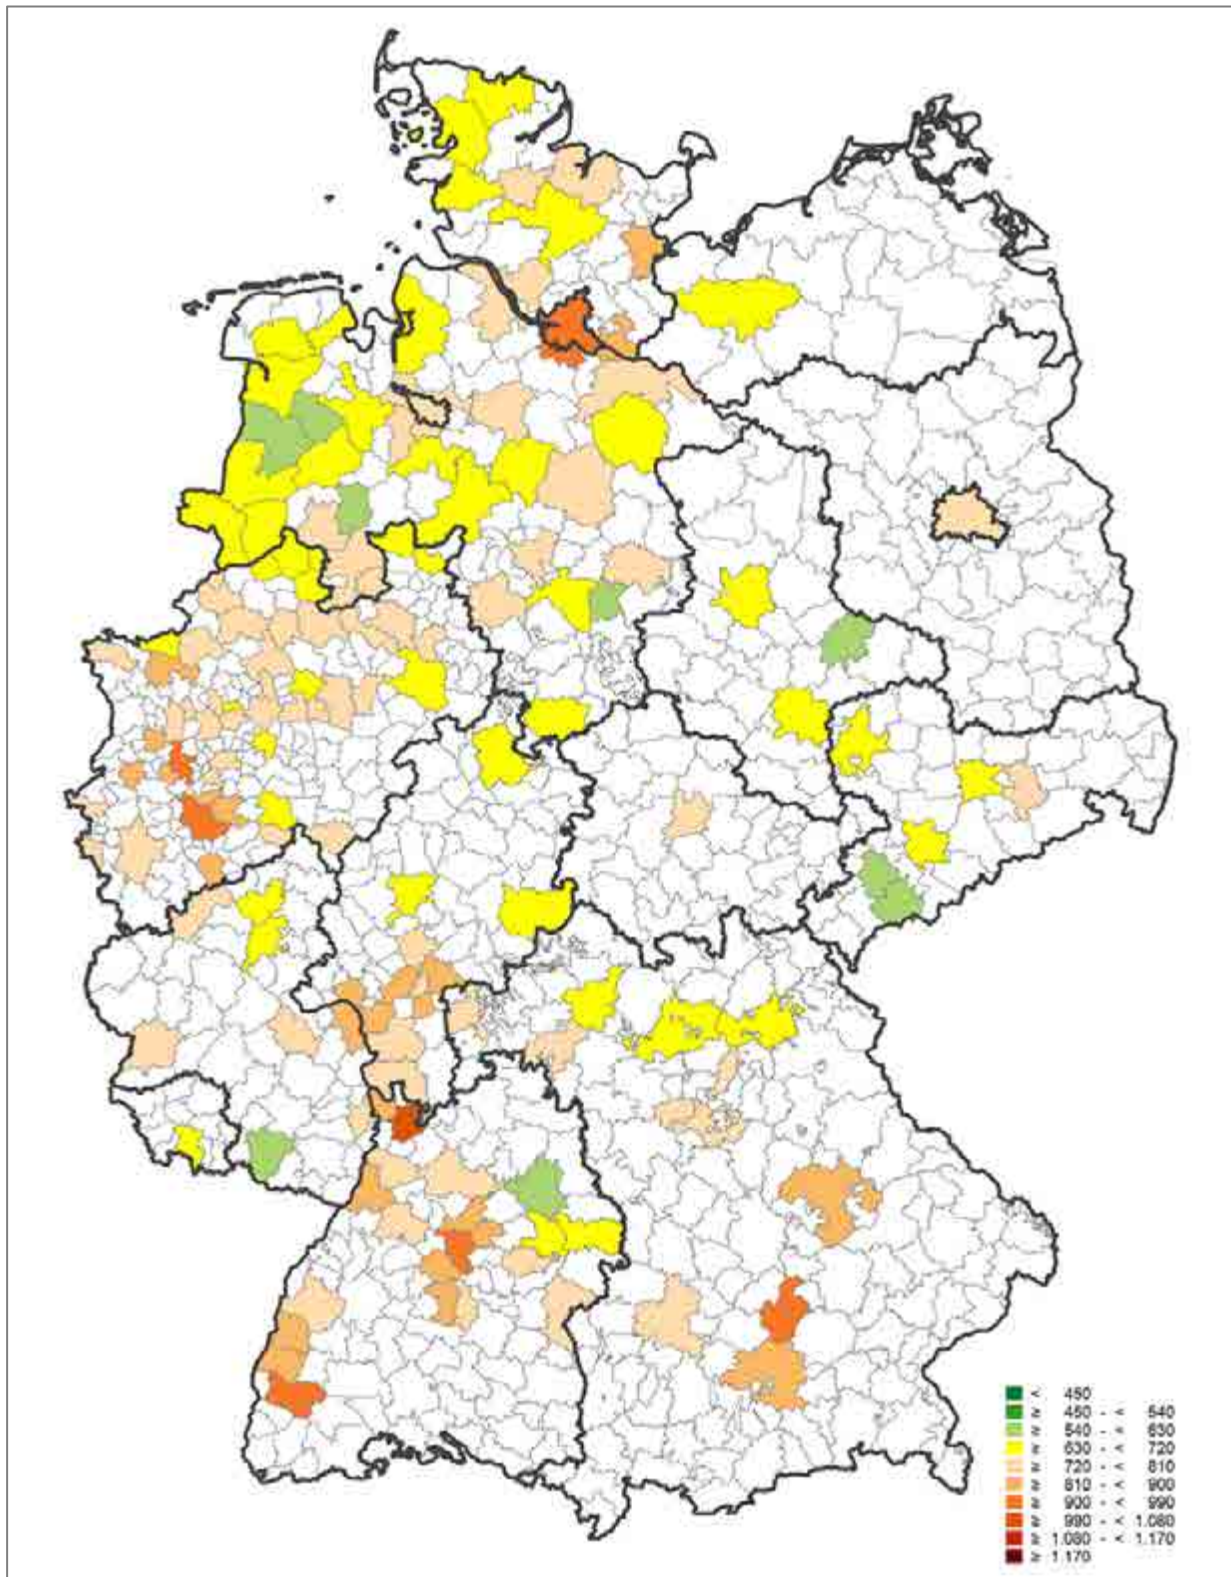 < 450
≥ 450 - < 540
≥ 540 - < 630
≥ 630 - < 720
≥ 720 - < 810
≥ 810 - < 900
≥ 900 - < 990
≥ 990 - < 1.080
≥ 1.080 - < 1.170
≥ 1.170